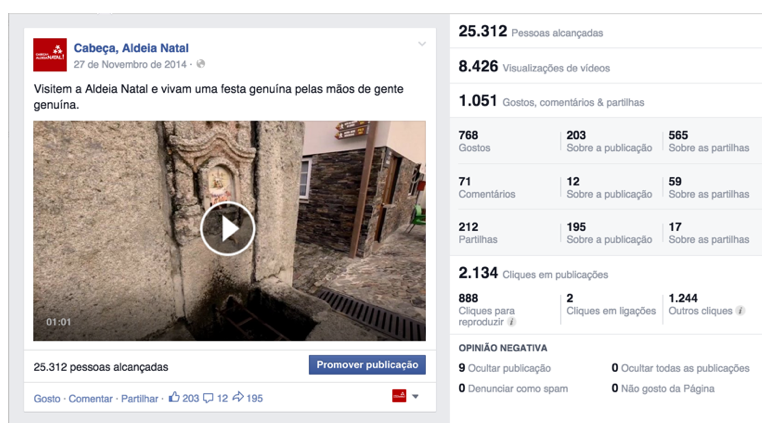 Cabeça, Aldeia Natal
27 de Novembro de 2014 ·
Visitem a Aldeia Natal e vivam uma festa genuína pelas mãos de gente
genuína.
01:01
25.312 pessoas alcançadas
Promover publicação
Gosto · Comentar · Partilhar · 203 12 195
25.312 Pessoas alcançadas
8.426 Visualizações de vídeos
1.051 Gostos, comentários & partilhas
768 203 565
Gostos Sobre a publicação Sobre as partilhas
71 12 59
Comentários Sobre a publicação Sobre as partilhas
212 195 17
Partilhas Sobre a publicação Sobre as partilhas
2.134 Cliques em publicações
888 2 1.244
Cliques para Cliques em ligações Outros cliques i
reproduzir i
OPINIÃO NEGATIVA
9 Ocultar publicação 0 Ocultar todas as publicações
0 Denunciar como spam 0 Não gosto da Página